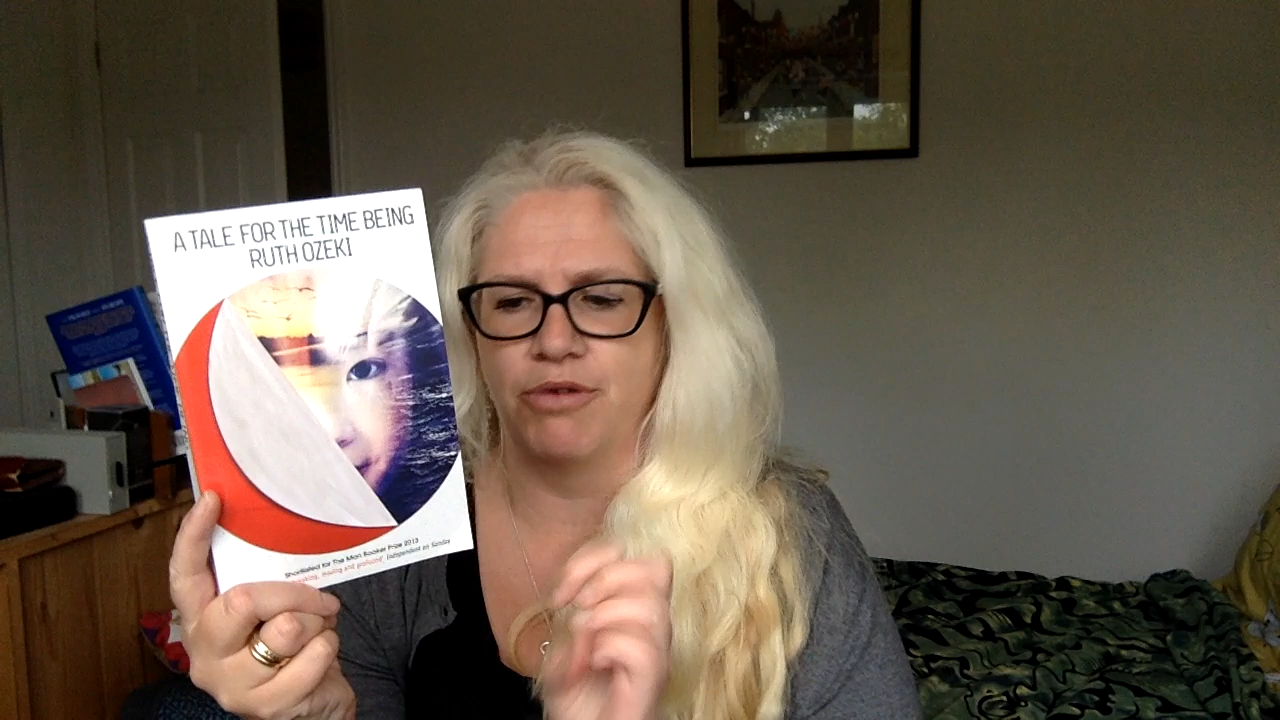 A TALE FOR THE TIME BEING
RUTH OZEKI
Shortlisted for The Man Booker Prize 2013
moving and profound' Independent on Sunday